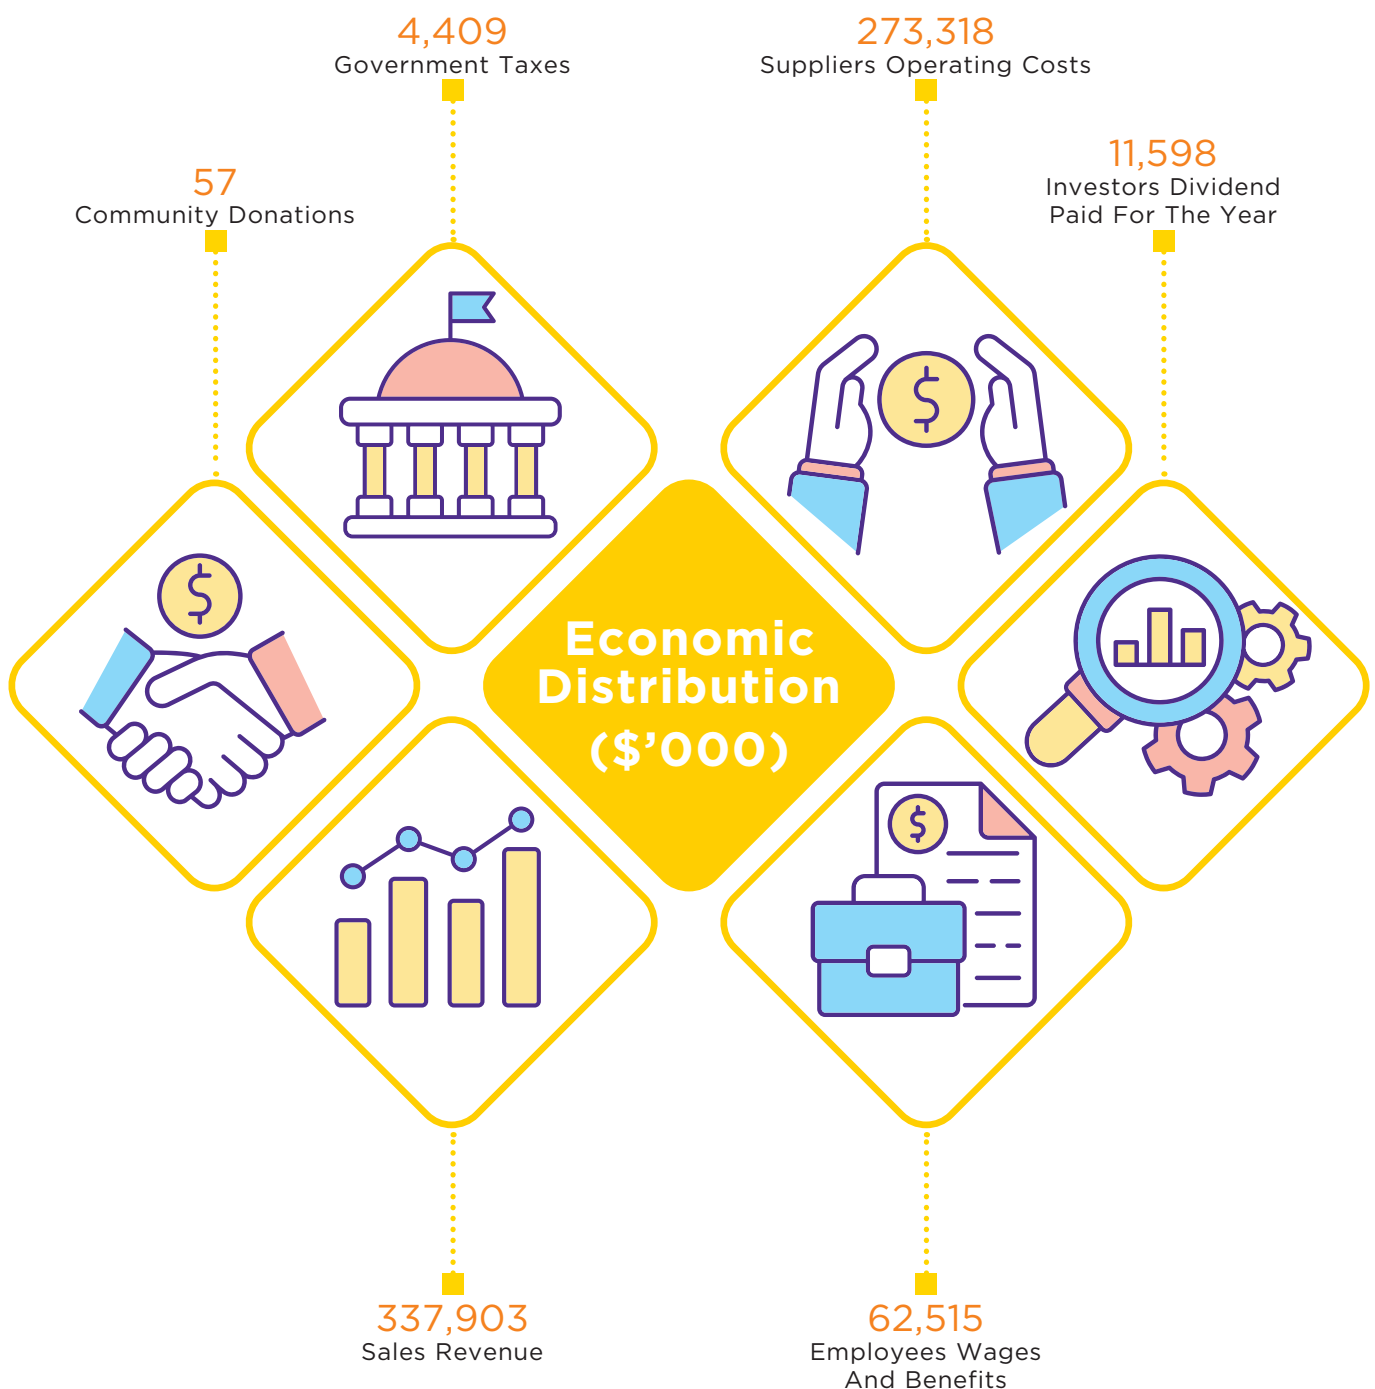 4,409
Government Taxes
273,318
Suppliers Operating Costs
57
Community Donations
11,598
Investors Dividend
Paid For The Year
$
$
Economic
Distribution
($’000)
$
337,903
Sales Revenue
62,515
Employees Wages
And Benefits